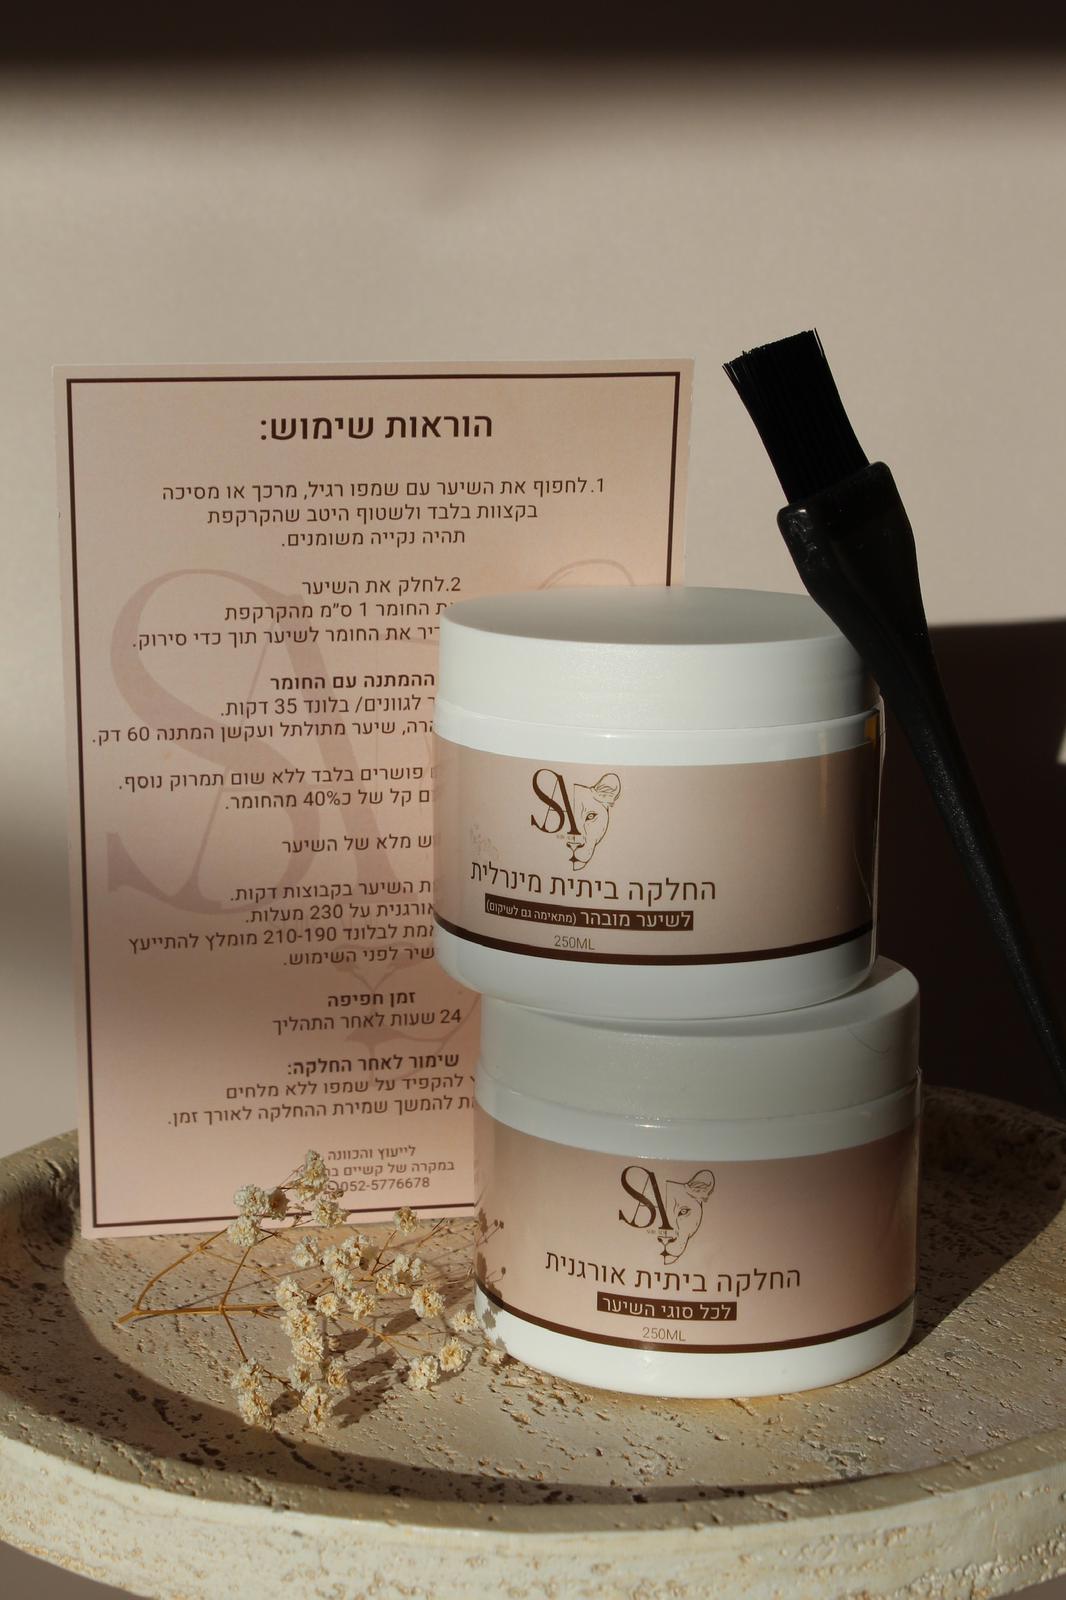 הוראות שימוש:
1.לחפוף את השיער עם שמפו רגיל, מרכך או מסיכה
בקצוות בלבד ולשטוף היטב שהקרקפת
תהיה נקייה משומנים.
2.לחלק את השיער
החומר 1 ס"מ מהקרקפת
את החומר לשיער תוך כדי סירוק.
ההמתנה עם החומר
לגוונים/ בלונד 35 דקות.
שיער מתולתל ועקשן המתנה 60 דק.
פושרים בלבד ללא שום תמרוק נוסף.
קל של כ40% מהחומר.
מלא של השיער
השיער בקבוצות דקות.
אורגנית על 230 מעלות.
לבלונד 210-190 מומלץ להתייעץ
לפני השימוש.
זמן חפיפה
24 שעות לאחר התהליך
שימור לאחר החלקה:
להקפיד על שמפו ללא מלחים
להמשך שמירת ההחלקה לאורך זמן.
לייעוץ והכוונה
במקרה של קשיים
052-5776678
SA
החלקה ביתית מינרלית
לשיער מובהר (מתאימה גם לשיקום)
250ML
SA
החלקה ביתית אורגנית
לכל סוגי השיער
250ML